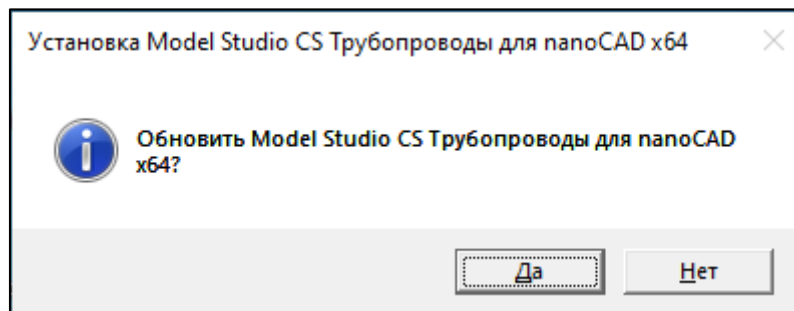 Установка Model Studio CS Трубопроводы для nanoCAD x64
Обновить Model Studio CS Трубопроводы для nanoCAD
x64?
Да
Нет